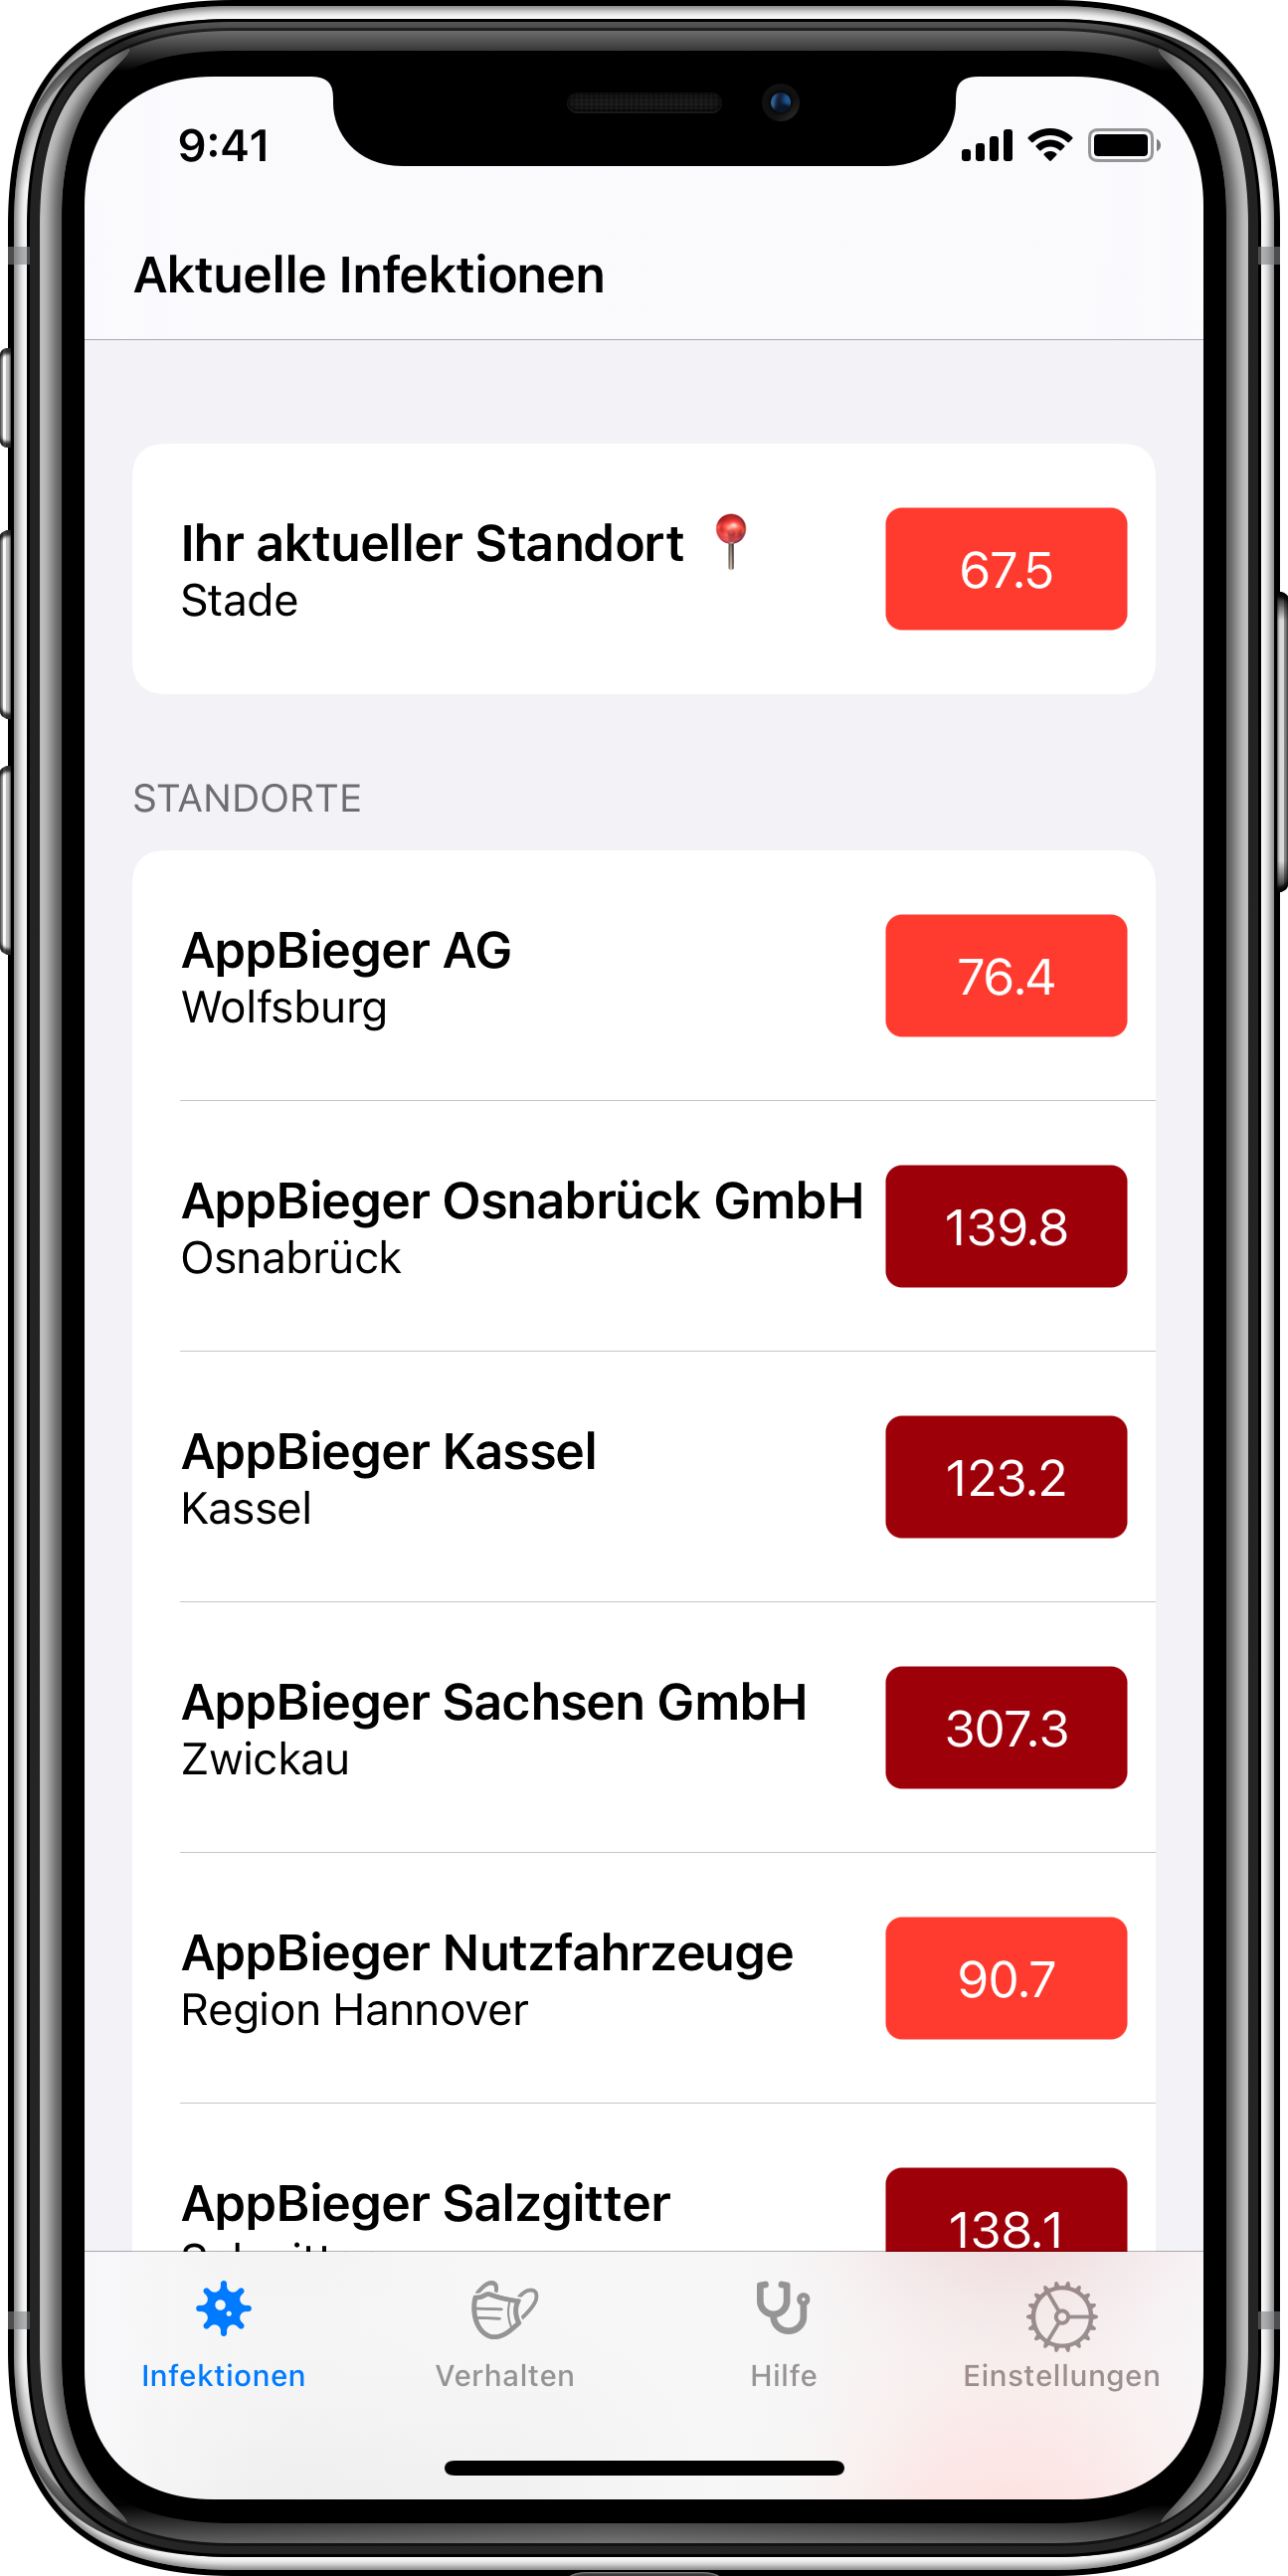 9:41
Aktuelle Infektionen
Ihr aktueller Standort
Stade
67.5
STANDORTE
AppBieger AG
Wolfsburg
76.4
AppBieger Osnabrück GmbH
Osnabrück
139.8
AppBieger Kassel
Kassel
123.2
AppBieger Sachsen GmbH
Zwickau
307.3
AppBieger Nutzfahrzeuge
Region Hannover
90.7
AppBieger Salzgitter
138.1
Infektionen
Verhalten
Hilfe
Einstellungen